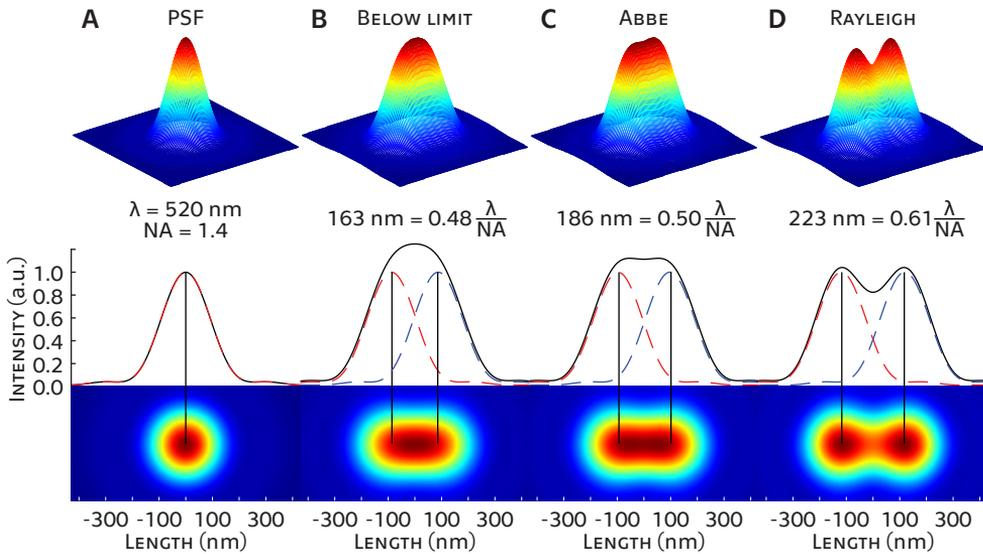 A PSF
B BELOW LIMIT
C ABBE
D RAYLEIGH
λ = 520 nm
NA = 1.4
163 nm = 0.48 λ/NA
186 nm = 0.50 λ/NA
223 nm = 0.61 λ/NA
INTENSITY (a.u.)
1.0
0.8
0.6
0.4
0.2
0.0
-300 -100 100 300
-300 -100 100 300
-300 -100 100 300
-300 -100 100 300
LENGTH (nm)
LENGTH (nm)
LENGTH (nm)
LENGTH (nm)